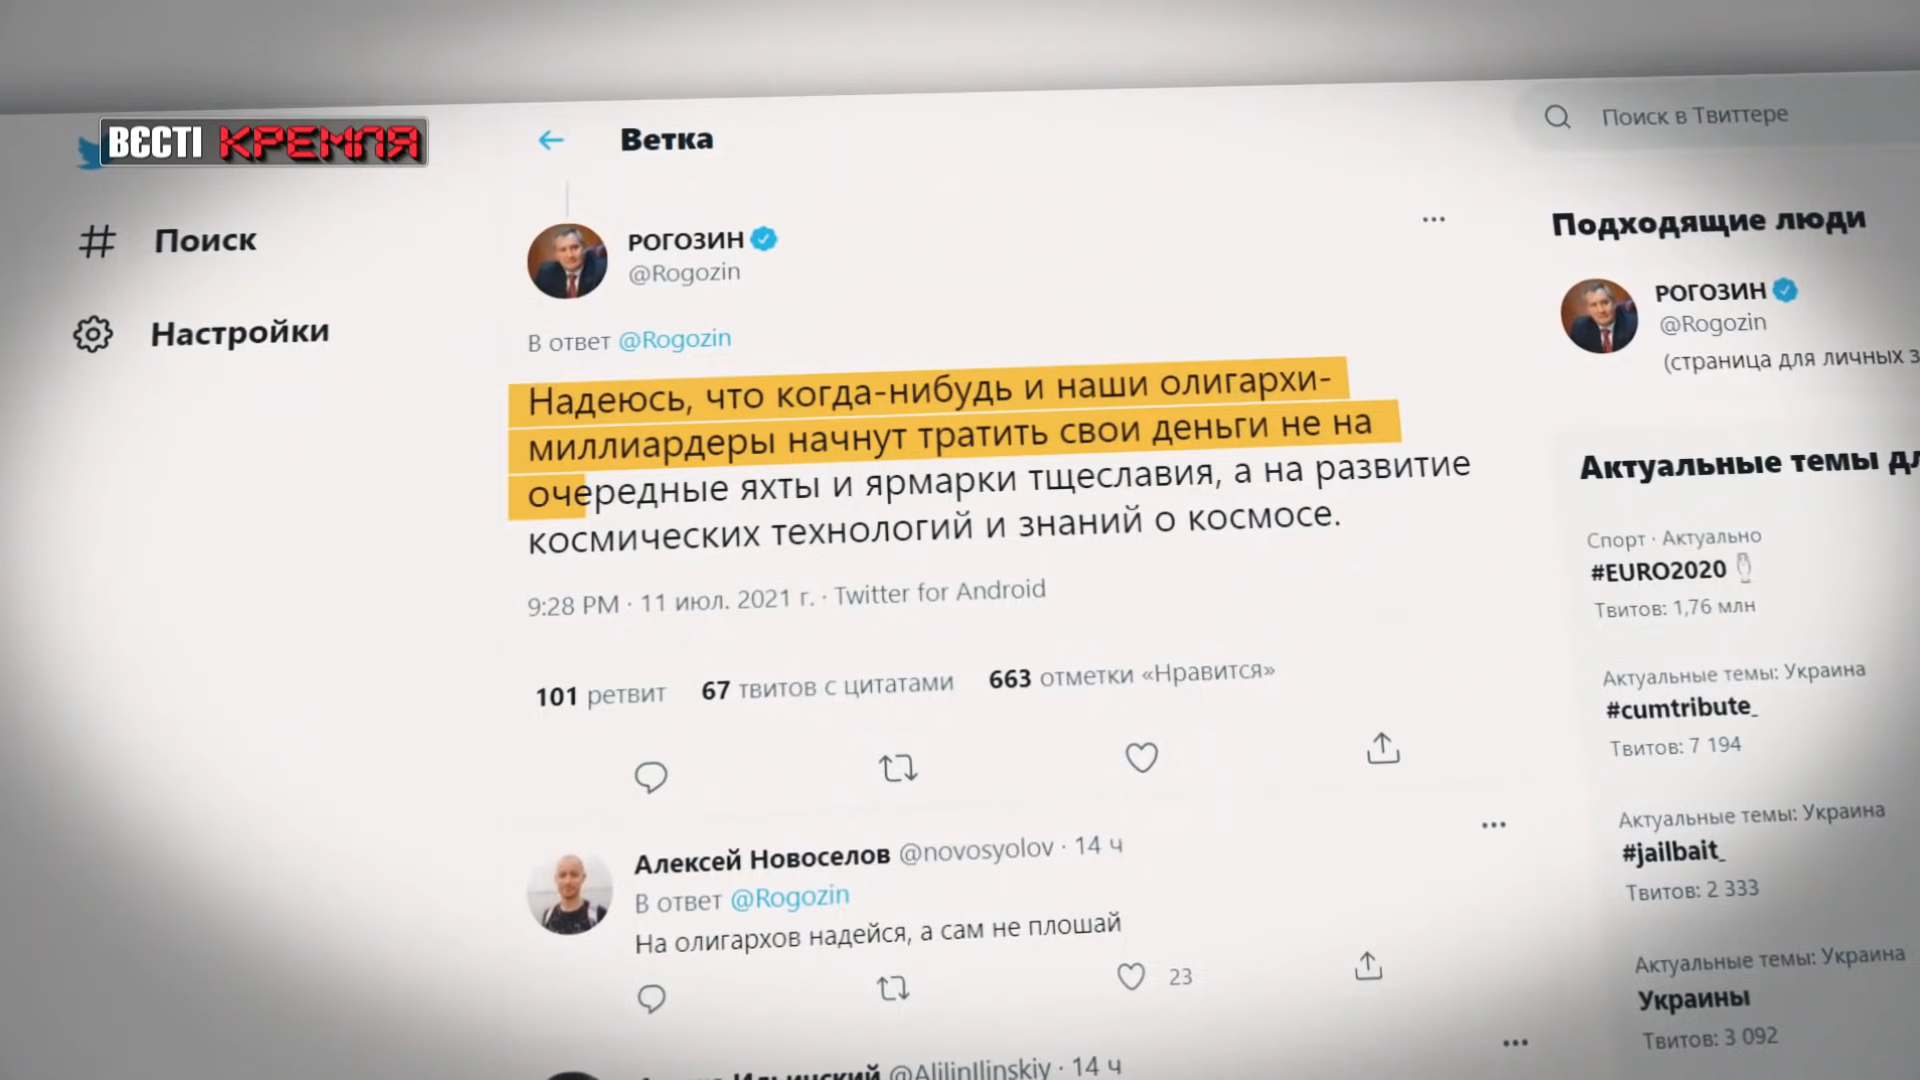 ВЄСТІ КРЕМЛЯ
Поиск
Настройки
Ветка
РОГОЗИН
@Rogozin
В ответ @Rogozin
Надеюсь, что когда-нибудь и наши олигархи-
миллиардеры начнут тратить свои деньги не на
очередные яхты и ярмарки тщеславия, а на развитие
космических технологий и знаний о космосе.
9:28 PM · 11 июл. 2021 г. · Twitter for Android
101 ретвит 67 твитов с цитатами 663 отметки «Нравится»
Алексей Новоселов @novosyolov · 14 ч
В ответ @Rogozin
На олигархов надейся, а сам не плошай
23
Ильинский @AlilinIlinskiy · 14 ч
Поиск в Твиттере
Подходящие люди
РОГОЗИН
@Rogozin
(страница для личных з
Актуальные темы дл
Спорт · Актуально
#EURO2020
Твитов: 1,76 млн
Актуальные темы: Украина
#cumtribute_
Твитов: 7 194
Актуальные темы: Украина
#jailbait_
Твитов: 2 333
Актуальные темы: Украина
Украины
Твитов: 3 092